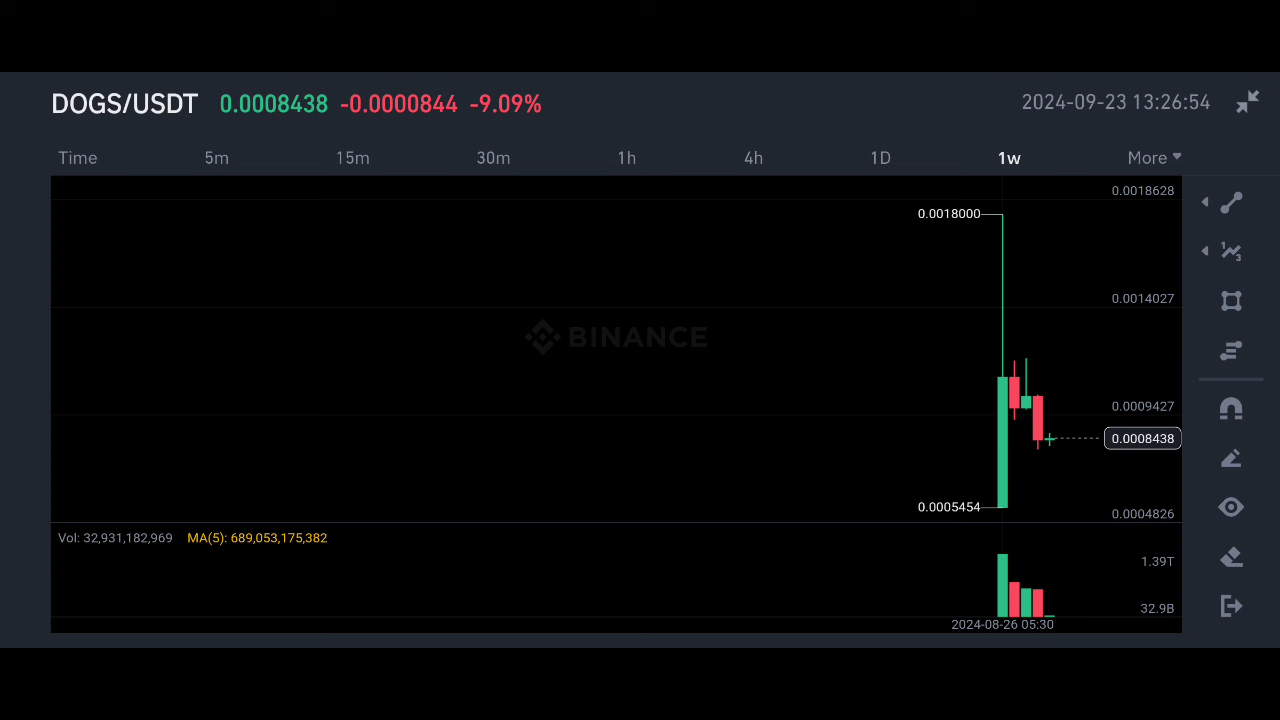 DOGS/USDT 0.0008438 -0.0000844 -9.09% 2024-09-23 13:26:54
Time 5m 15m 30m 1h 4h 1D 1w More
0.0018628
0.0018000
0.0014027
BINANCE
0.0009427
0.0008438
0.0005454
0.0004826
Vol: 32,931,182,969 MA(5): 689,053,175,382
1.39T
32.9B
2024-08-26 05:30